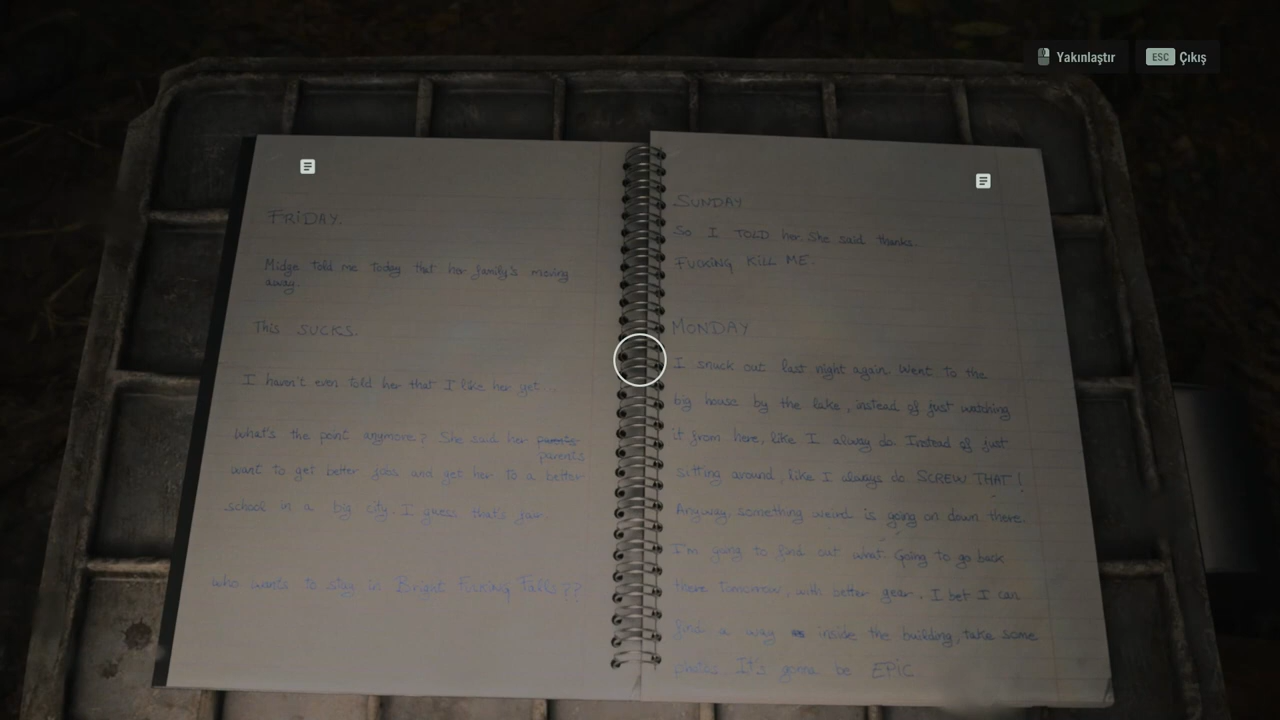 Yakınlaştır
ESC Çıkış
FRIDAY.
Midge told me today that her family's moving
away.
This SUCKS.
I haven't even told her that I like her yet...
What's the point anymore? She said her parents
parents
want to get better jobs and get her to a better
school in a big city. I guess that's fair
who wants to stay in Bright Fucking Falls??
SUNDAY
So I TOLD her. She said thanks.
FUCKING KILL ME.
MONDAY
I snuck out last night again. Went to the
big house by the lake, instead of just watching
it from here, like I alway do. Instead of just
sitting around, like I always do. SCREW THAT!
Anyway, something weird is going on down there.
I'm going to find out what. Going to go back
there tomorrow, with better gear. I bet I can
find a way inside the building, take some
photos. It's gonna be EPIC